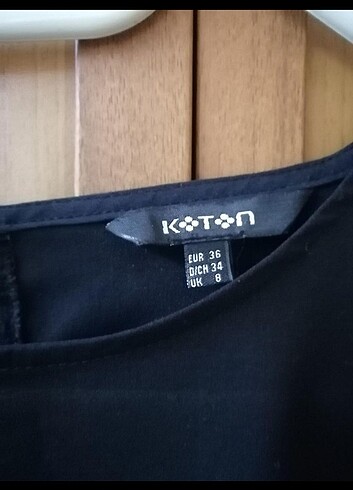 KOTON
EUR 36
D/CH 34
UK 8